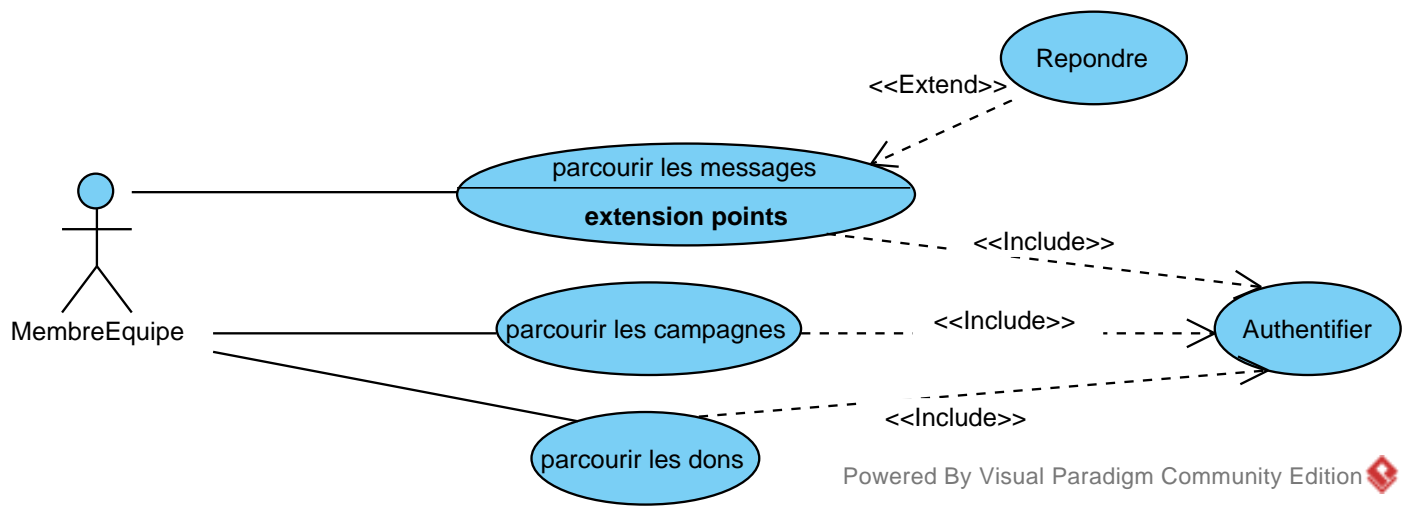 Repondre
<<Extend>>
parcourir les messages
extension points
<<Include>>
MembreEquipe
parcourir les campagnes
<<Include>>
Authentifier
<<Include>>
parcourir les dons
Powered By Visual Paradigm Community Edition